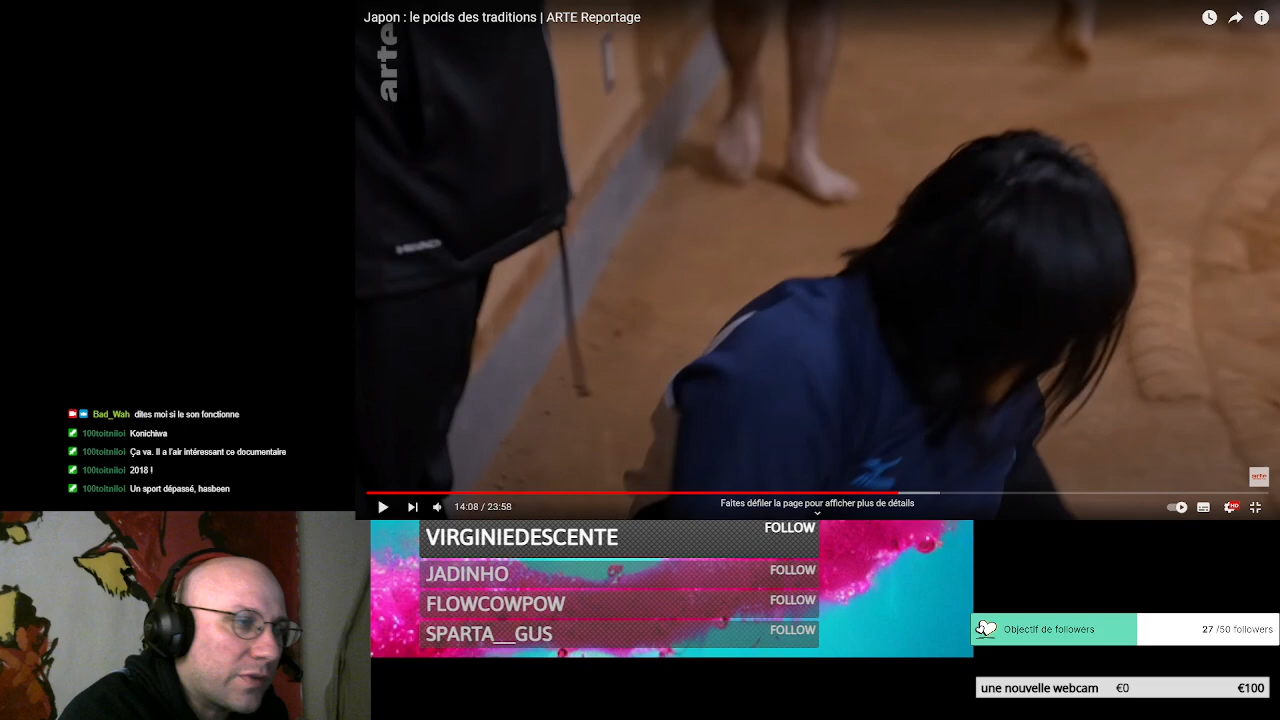 Japon : le poids des traditions | ARTE Reportage
arte
HEAD
Bad_Wah dites moi si le son fonctionne
100toitniloi Konichiwa
100toitniloi Ça va. Il a l'air intéressant ce documentaire
100toitniloi 2018 !
100toitniloi Un sport dépassé, hasbeen
arte
14:08 / 23:58
Faites défiler la page pour afficher plus de détails
HD
VIRGINIEDESCENTE FOLLOW
JADINHO FOLLOW
FLOWCOWPOW FOLLOW
SPARTA__GUS FOLLOW
Objectif de followers 27 /50 followers
une nouvelle webcam €0 €100